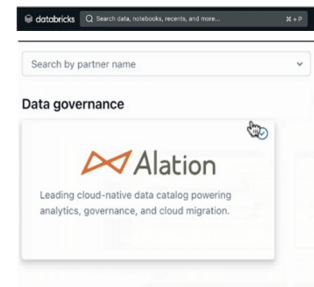 databricks
Search data, notebooks, recents, and more...
⌘ + P
Search by partner name
Data governance
Alation
Leading cloud-native data catalog powering
analytics, governance, and cloud migration.